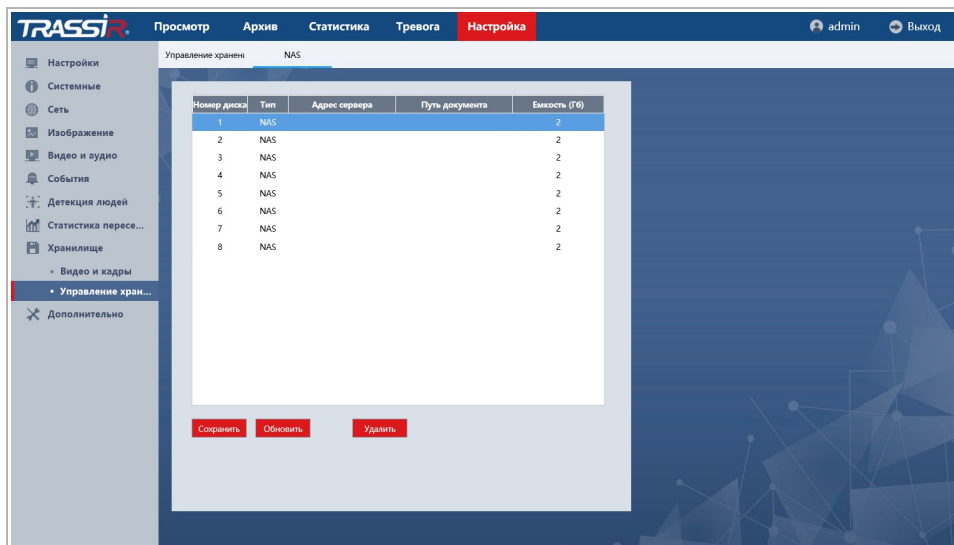 TRASSIR Просмотр Архив Статистика Тревога Настройка admin Выход
Управление хранени NAS
Настройки
Системные
Сеть
Изображение
Видео и аудио
События
Детекция людей
Статистика пересе...
Хранилище
Видео и кадры
Управление хран...
Дополнительно
Номер диска Тип Адрес сервера Путь документа Емкость (Гб)
1 NAS 2
2 NAS 2
3 NAS 2
4 NAS 2
5 NAS 2
6 NAS 2
7 NAS 2
8 NAS 2
Сохранить Обновить Удалить